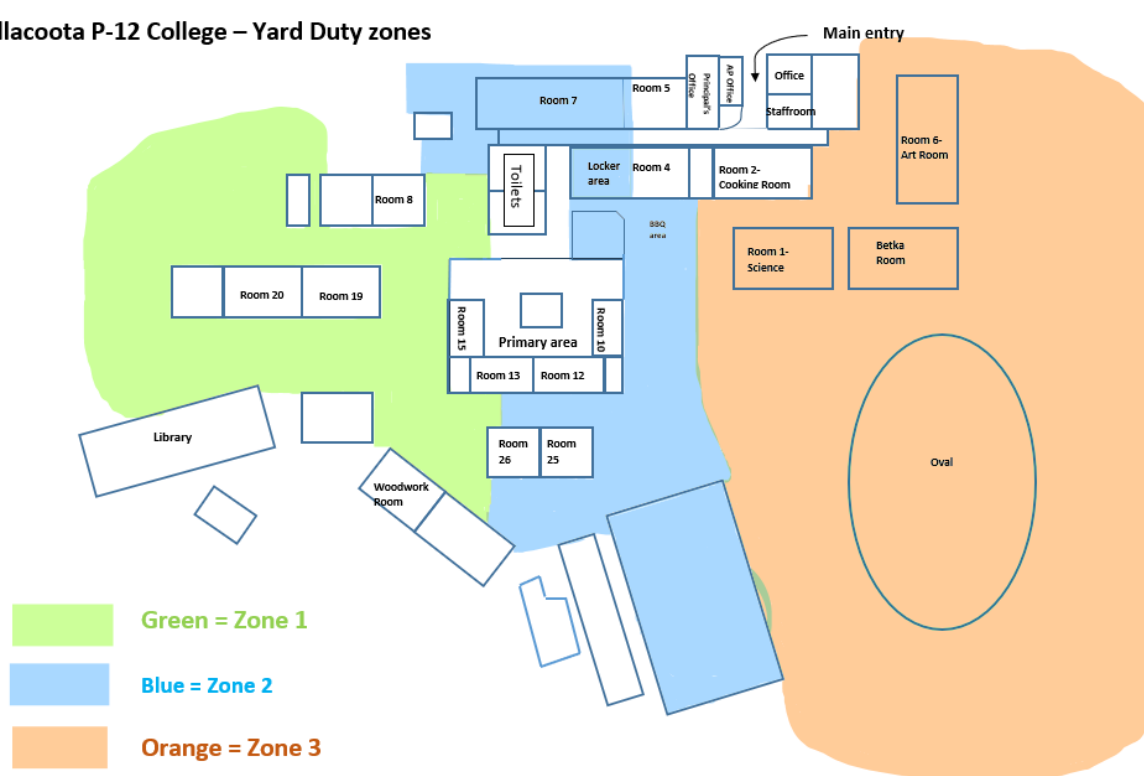 llacoota P-12 College – Yard Duty zones
Main entry
Room 7
Room 5
Principal's
Office
AP Office
Office
Staffroom
Room 6-
Art Room
Toilets
Locker
area
Room 4
Room 2-
Cooking Room
Room 8
BBQ
area
Room 1-
Science
Betka
Room
Room 20
Room 19
Room 15
Room 10
Primary area
Room 13
Room 12
Library
Room
26
Room
25
Oval
Woodwork
Room
Green = Zone 1
Blue = Zone 2
Orange = Zone 3